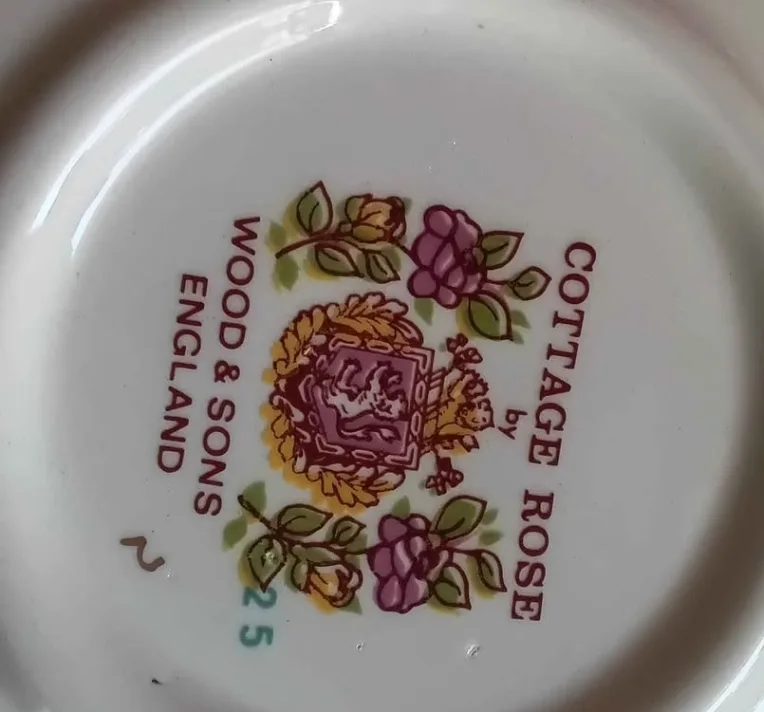 COTTAGE ROSE
by
WOOD & SONS
ENGLAND
25